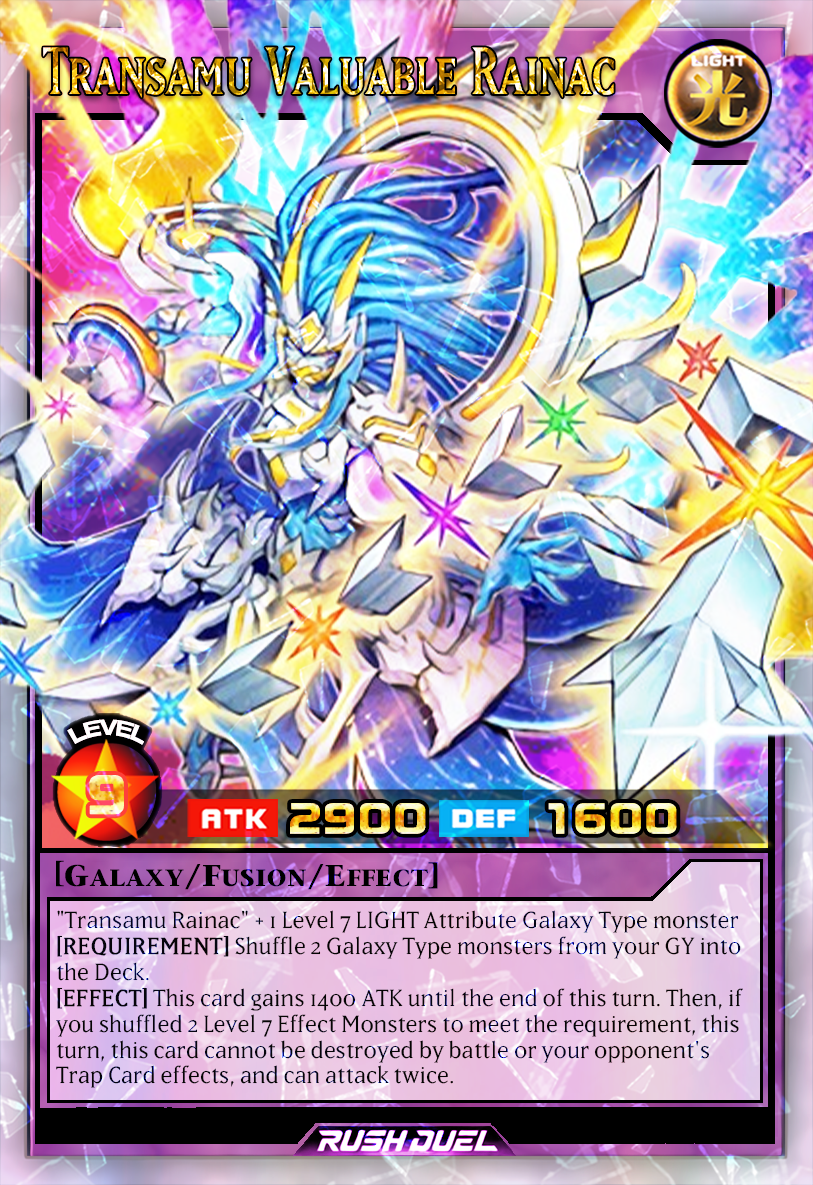 Transamu Valuable Rainac
LIGHT
光
LEVEL
9
ATK 2900 DEF 1600
[Galaxy/Fusion/Effect]
"Transamu Rainac" + 1 Level 7 LIGHT Attribute Galaxy Type monster
[REQUIREMENT] Shuffle 2 Galaxy Type monsters from your GY into
the Deck.
[EFFECT] This card gains 1400 ATK until the end of this turn. Then, if
you shuffled 2 Level 7 Effect Monsters to meet the requirement, this
turn, this card cannot be destroyed by battle or your opponent's
Trap Card effects, and can attack twice.
RUSH DUEL